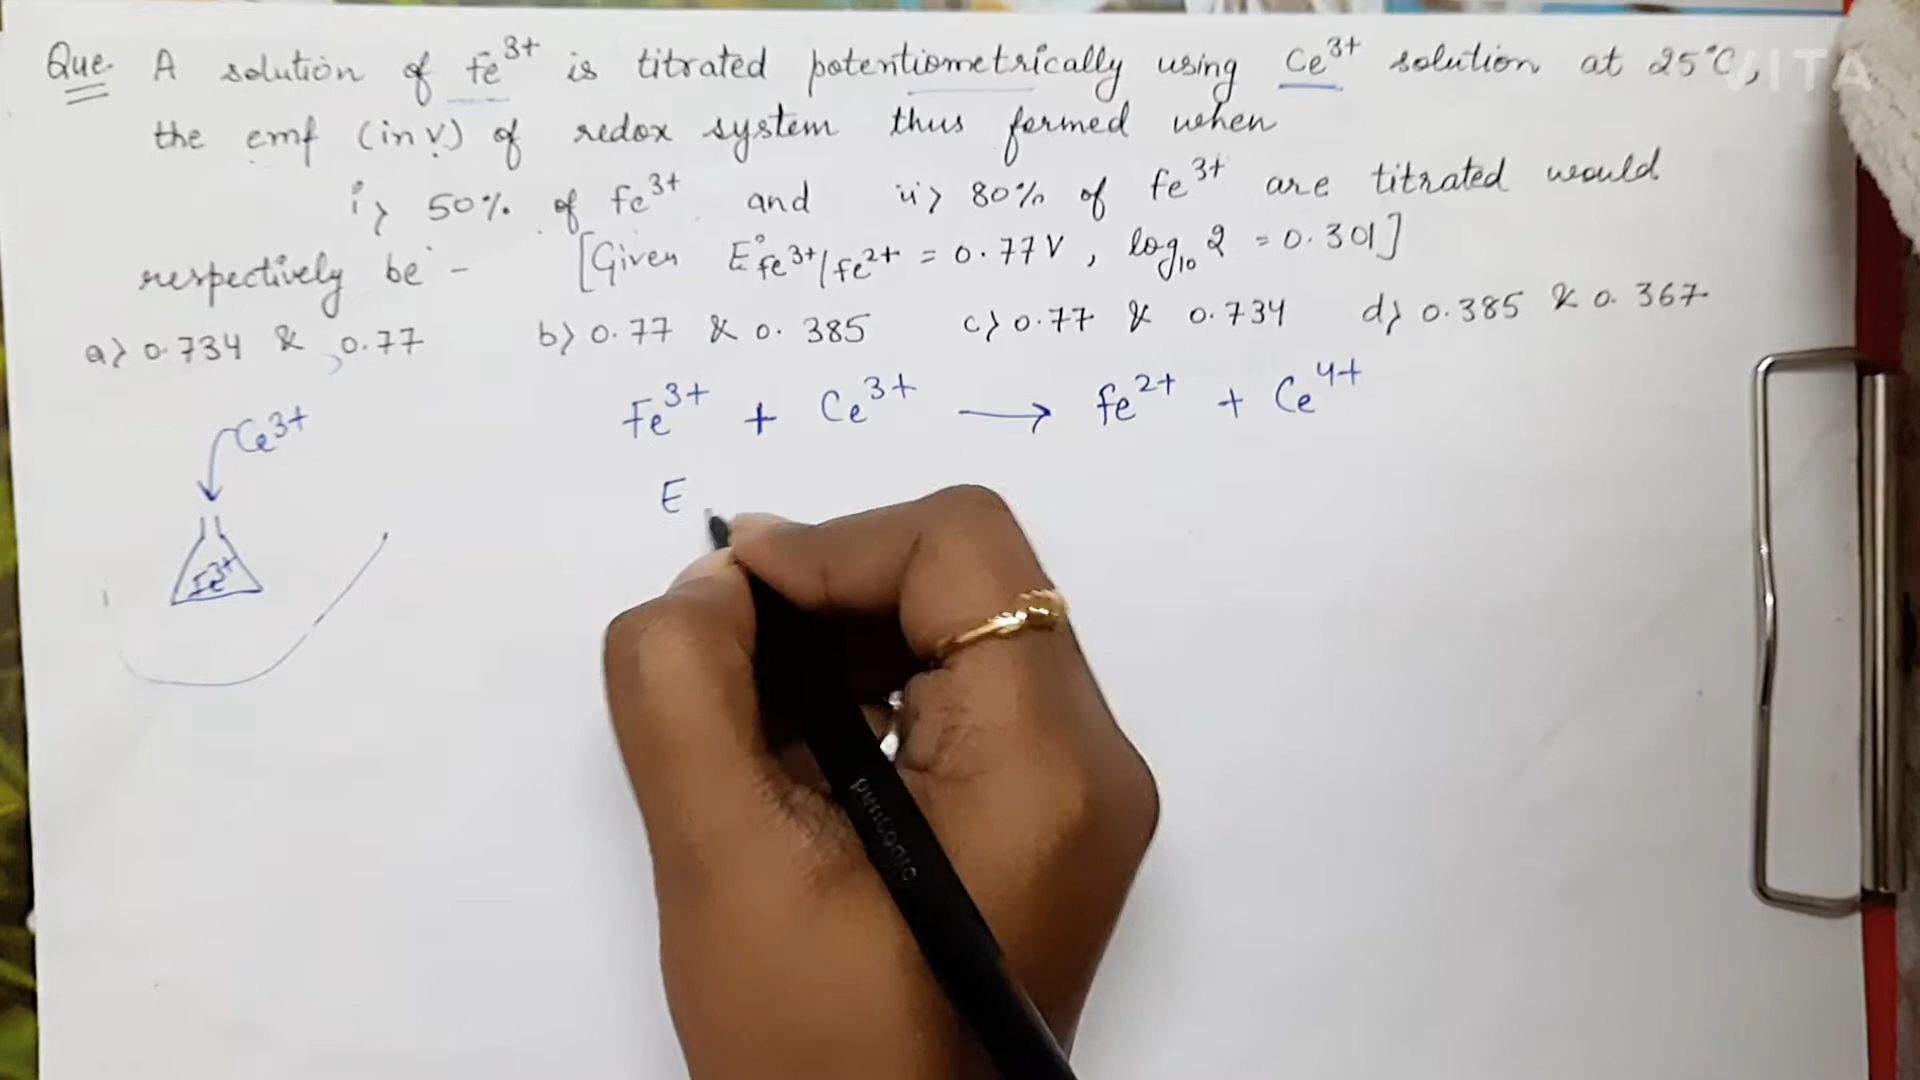 Que. A solution of Fe³⁺ is titrated potentiometrically using Ce³⁺ solution at 25°C,
the emf (in V) of redox system thus formed when
i> 50% of Fe³⁺ and ii> 80% of Fe³⁺ are titrated would
respectively be - [Given E°Fe³⁺/Fe²⁺ = 0.77V, log₁₀ 2 = 0.301]
a> 0.734 & 0.77 b> 0.77 & 0.385 c> 0.77 & 0.734 d> 0.385 & 0.367
Fe³⁺ + Ce³⁺ → Fe²⁺ + Ce⁴⁺
Ce³⁺
E
Fe³⁺
VITA